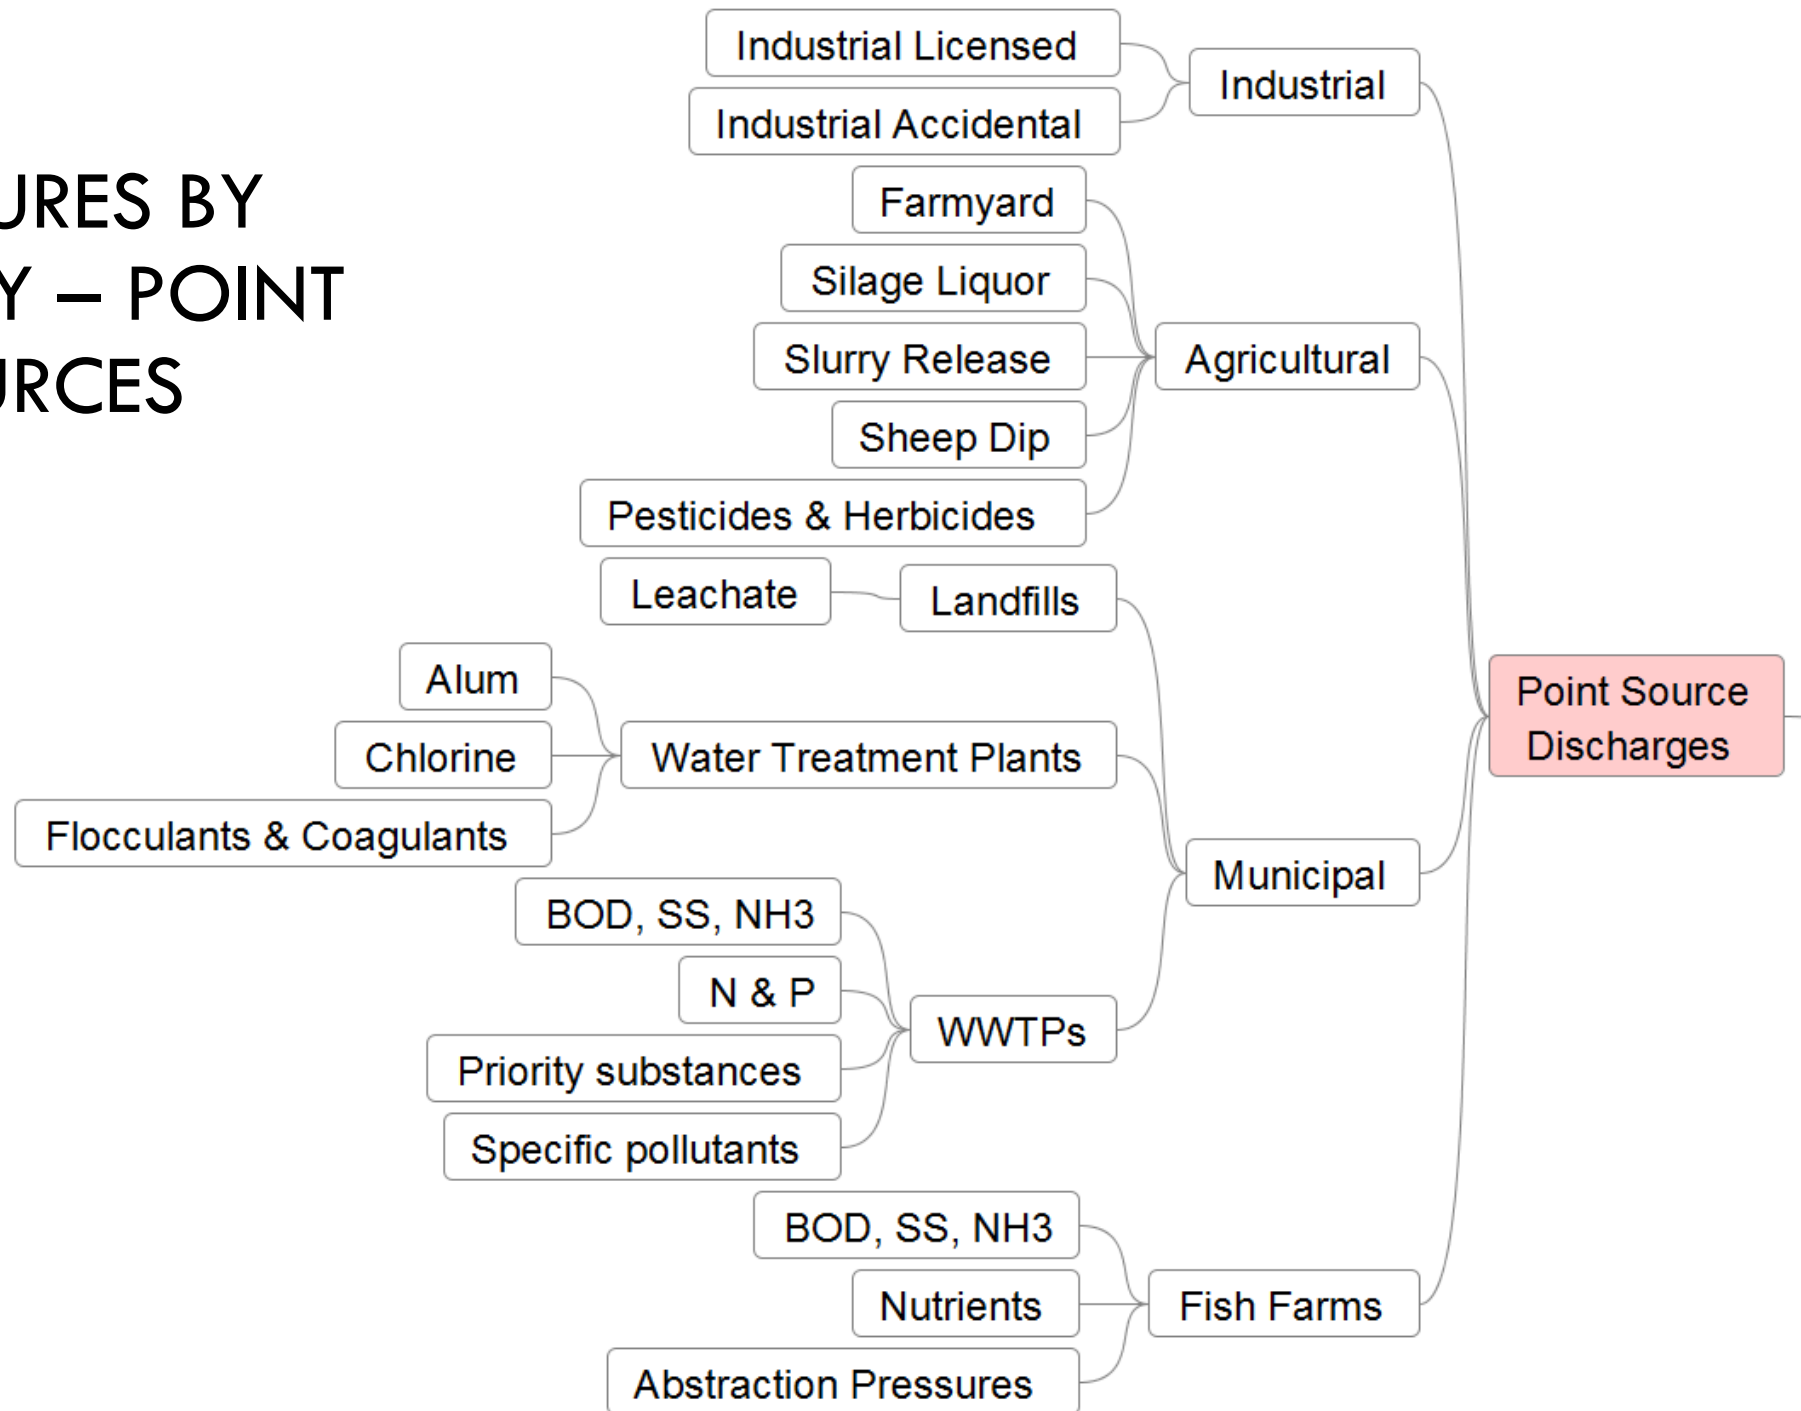 URES BY
Y – POINT
URCES
Industrial Licensed
Industrial Accidental
Industrial
Farmyard
Silage Liquor
Slurry Release
Sheep Dip
Pesticides & Herbicides
Agricultural
Leachate
Landfills
Alum
Chlorine
Flocculants & Coagulants
Water Treatment Plants
BOD, SS, NH3
N & P
Priority substances
Specific pollutants
WWTPs
Municipal
BOD, SS, NH3
Nutrients
Abstraction Pressures
Fish Farms
Point Source
Discharges